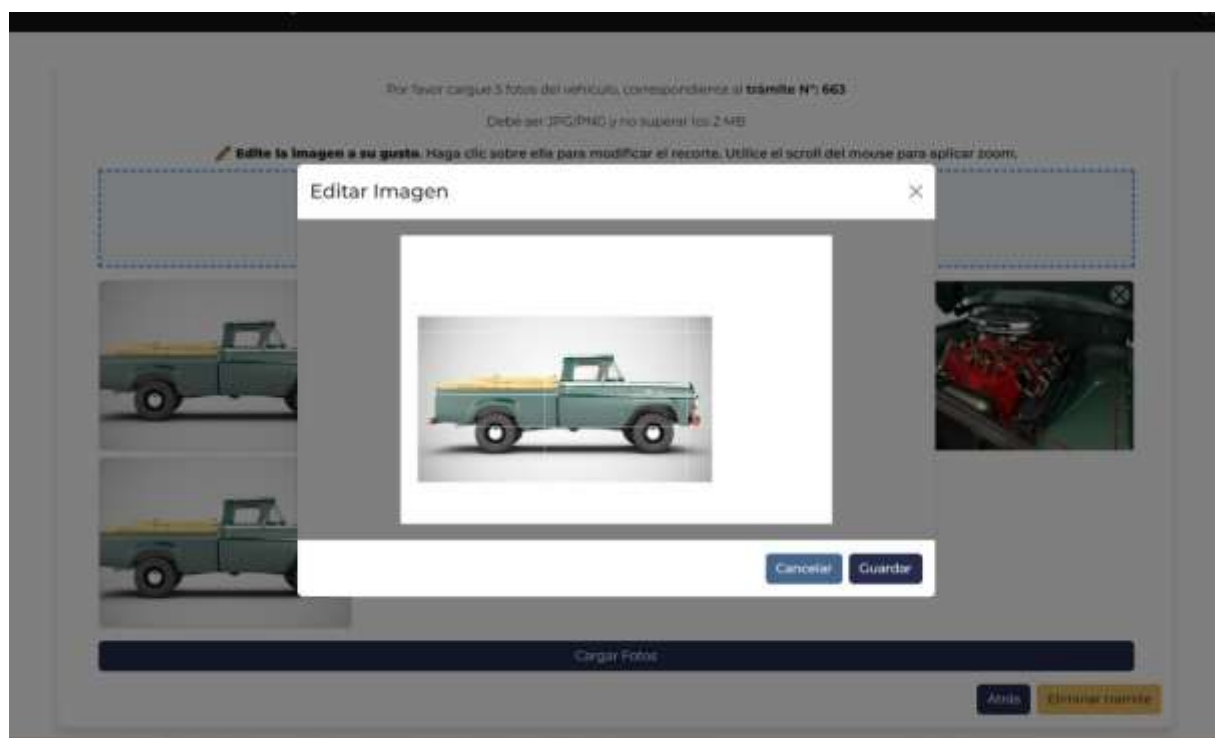 Por favor cargue 5 fotos del vehículo, correspondiente al trámite N°: 663
Debe ser JPG/PNG y no superar los 2 MB
Edite la imagen a su gusto. Haga clic sobre ella para modificar el recorte. Utilice el scroll del mouse para aplicar zoom.
Editar Imagen
Cancelar Guardar
Cargar Fotos
Atrás Eliminar trámite